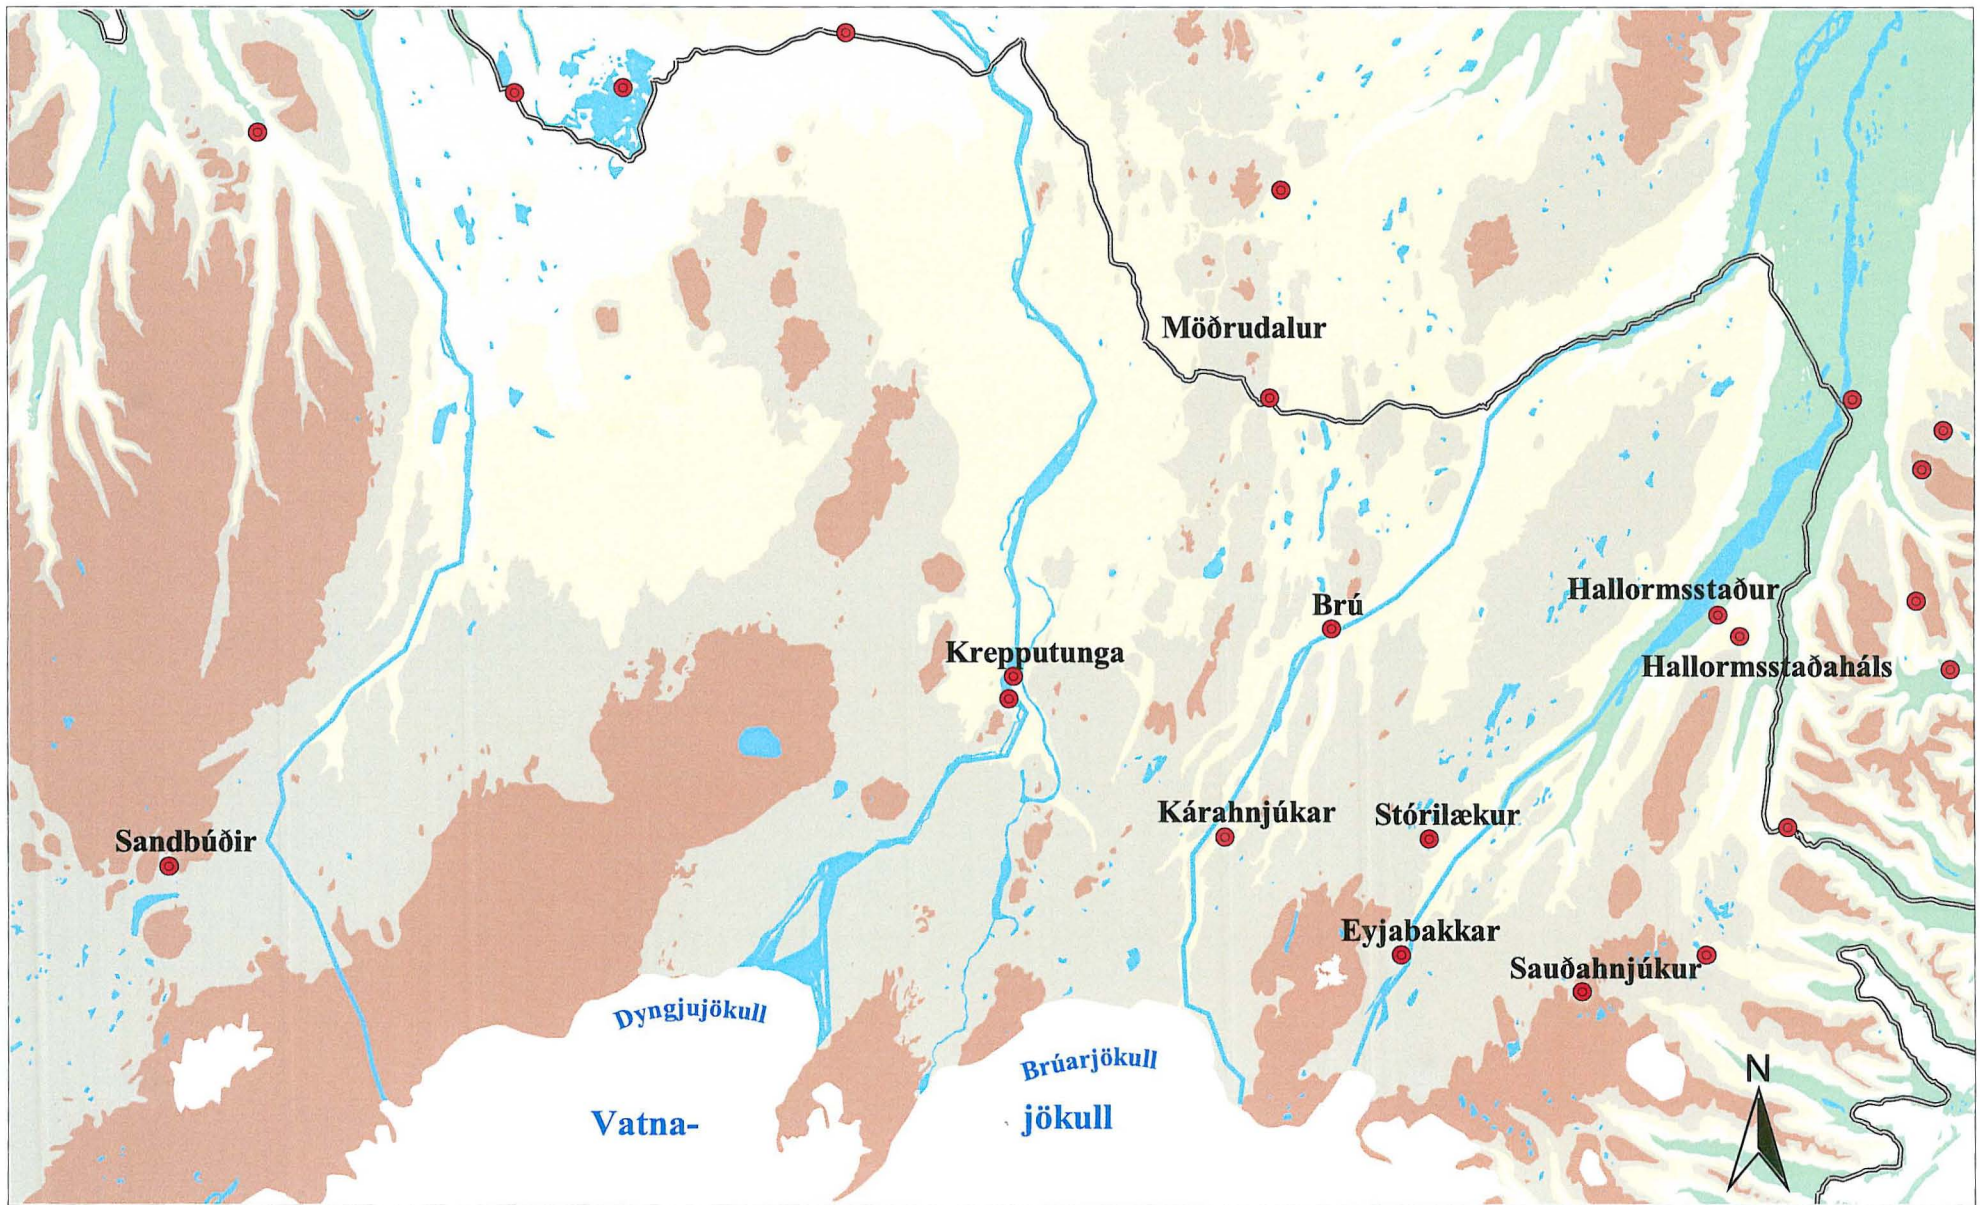 Möðrudalur
Hallormsstaður
Brú
Krepputunga
Hallormsstaðaháls
Kárahnjúkar
Stórilækur
Sandbúðir
Eyjabakkar
Sauðahnjúkur
Dyngjujökull
Brúarjökull
N
Vatna-
jökull